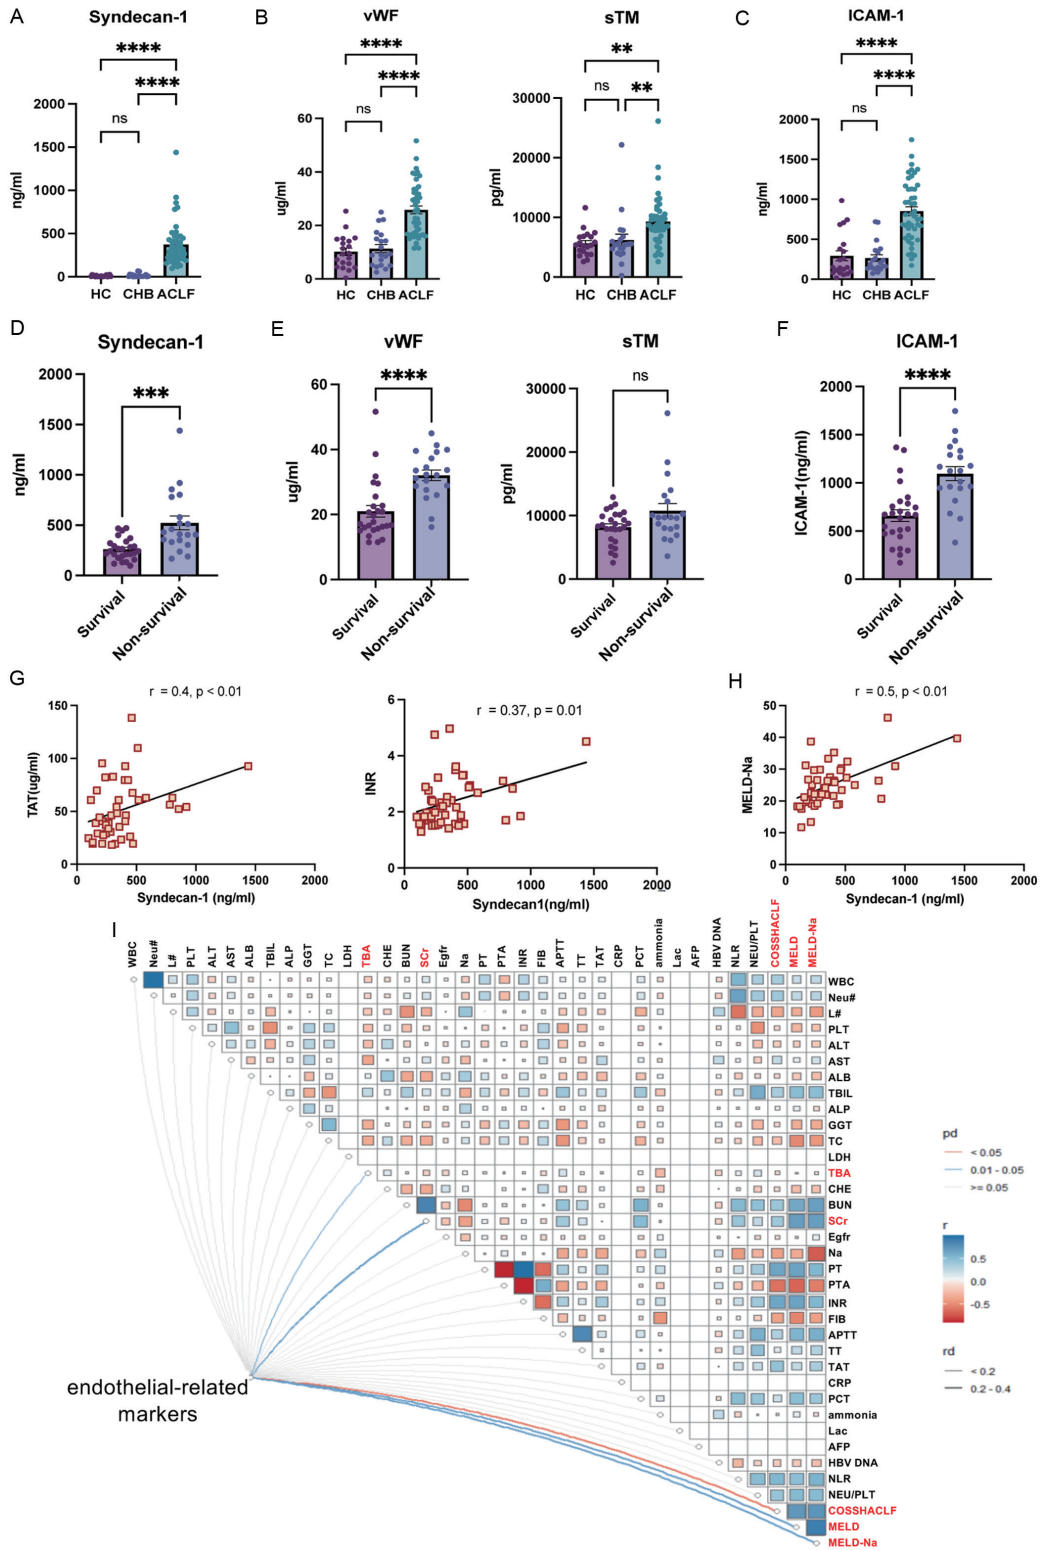 A
Syndecan-1
****
****
ns
ng/ml
2000
1500
1000
500
0
HC CHB ACLF
B
vWF
****
****
ns
ug/ml
60
40
20
0
HC CHB ACLF
sTM
**
ns
**
pg/ml
30000
20000
10000
0
HC CHB ACLF
C
ICAM-1
****
****
ns
ng/ml
2000
1500
1000
500
0
HC CHB ACLF
D
Syndecan-1
***
ng/ml
2000
1500
1000
500
0
Survival
Non-survival
E
vWF
****
ug/ml
60
40
20
0
Survival
Non-survival
sTM
ns
pg/ml
30000
20000
10000
0
Survival
Non-survival
F
ICAM-1
****
ICAM-1(ng/ml)
2000
1500
1000
500
0
Survival
Non-survival
G
r = 0.4, p < 0.01
TAT(ug/ml)
150
100
50
0
0 500 1000 1500 2000
Syndecan-1 (ng/ml)
r = 0.37, p = 0.01
INR
6
4
2
0
0 500 1000 1500 2000
Syndecan1(ng/ml)
H
r = 0.5, p < 0.01
MELD-Na
50
40
30
20
10
0
0 500 1000 1500 2000
Syndecan-1 (ng/ml)
I
WBC
Neu#
L#
PLT
ALT
AST
ALB
TBIL
ALP
GGT
TC
LDH
TBA
CHE
BUN
SCr
Egfr
Na
PT
PTA
INR
FIB
APTT
TT
TAT
CRP
PCT
ammonia
Lac
AFP
HBV DNA
NLR
NEU/PLT
COSSHACLF
MELD
MELD-Na
WBC
Neu#
L#
PLT
ALT
AST
ALB
TBIL
ALP
GGT
TC
LDH
TBA
CHE
BUN
SCr
Egfr
Na
PT
PTA
INR
FIB
APTT
TT
TAT
CRP
PCT
ammonia
Lac
AFP
HBV DNA
NLR
NEU/PLT
COSSHACLF
MELD
MELD-Na
endothelial-related
markers
pd
< 0.05
0.01 - 0.05
>= 0.05
r
0.5
0.0
-0.5
rd
< 0.2
0.2 - 0.4